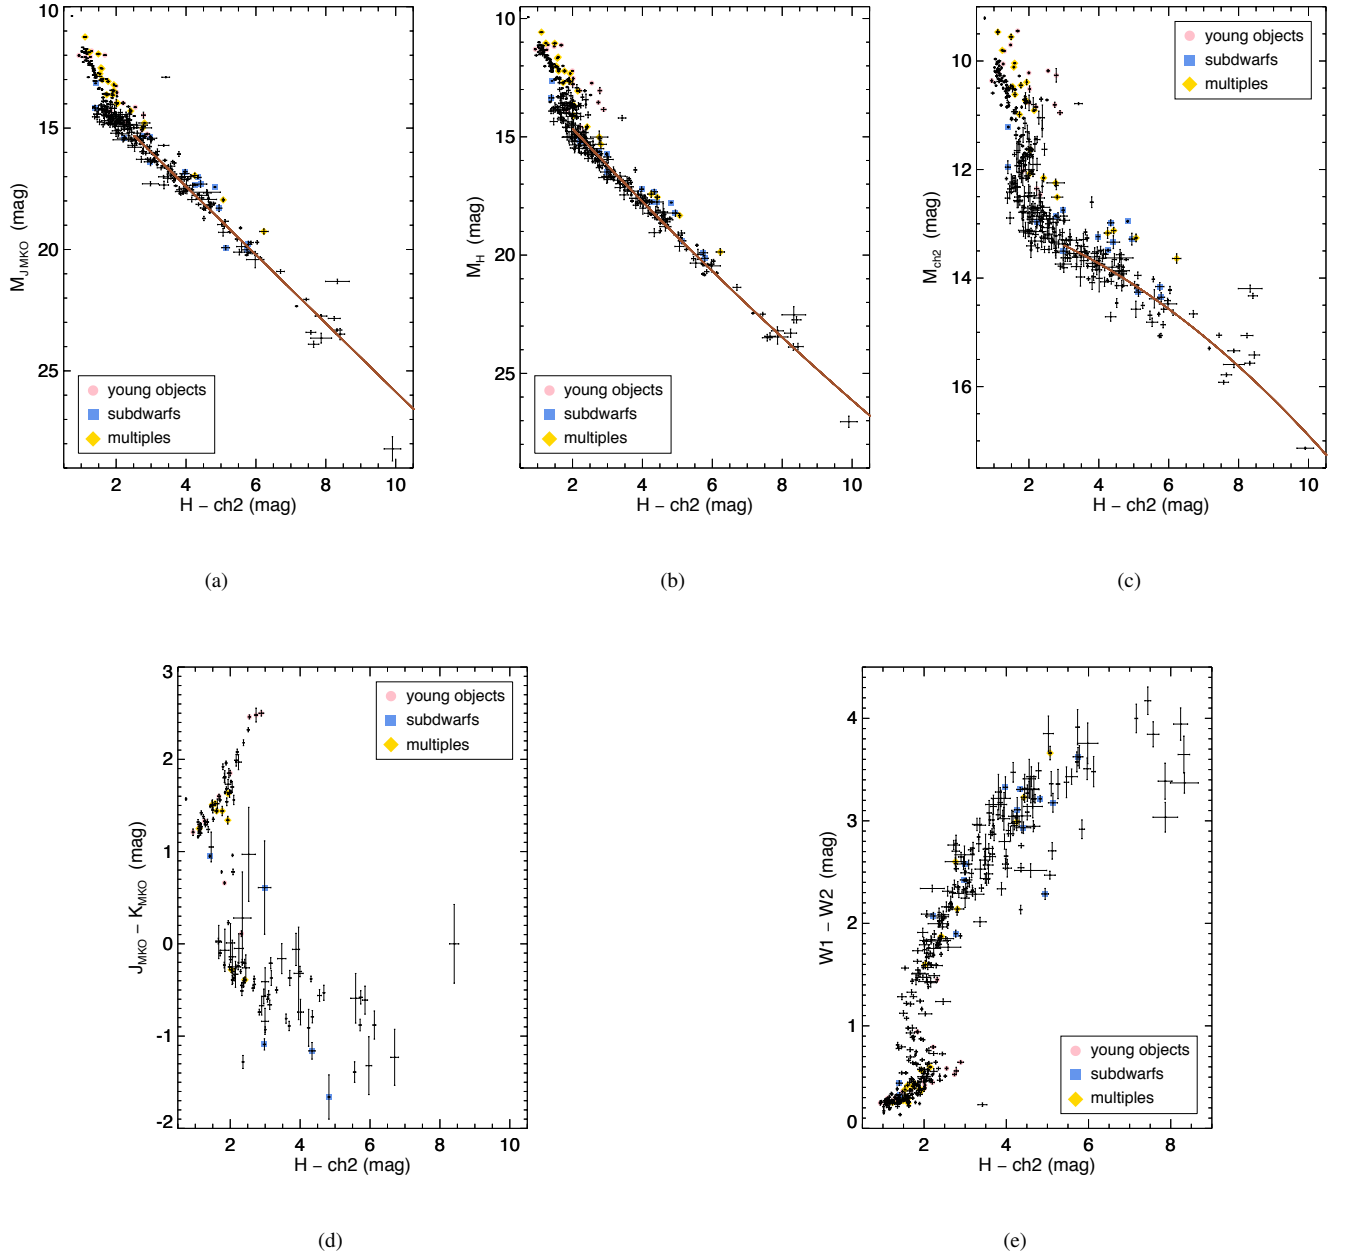 10
15
20
25
M_JMKO (mag)
2 4 6 8 10
H − ch2 (mag)
young objects
subdwarfs
multiples
(a)
10
15
20
25
M_H (mag)
young objects
subdwarfs
multiples
2 4 6 8 10
H − ch2 (mag)
(b)
10
12
14
16
M_ch2 (mag)
young objects
subdwarfs
multiples
2 4 6 8 10
H − ch2 (mag)
(c)
3
2
1
0
-1
-2
J_MKO − K_MKO (mag)
young objects
subdwarfs
multiples
2 4 6 8 10
H − ch2 (mag)
(d)
4
3
2
1
0
W1 − W2 (mag)
young objects
subdwarfs
multiples
2 4 6 8
H − ch2 (mag)
(e)